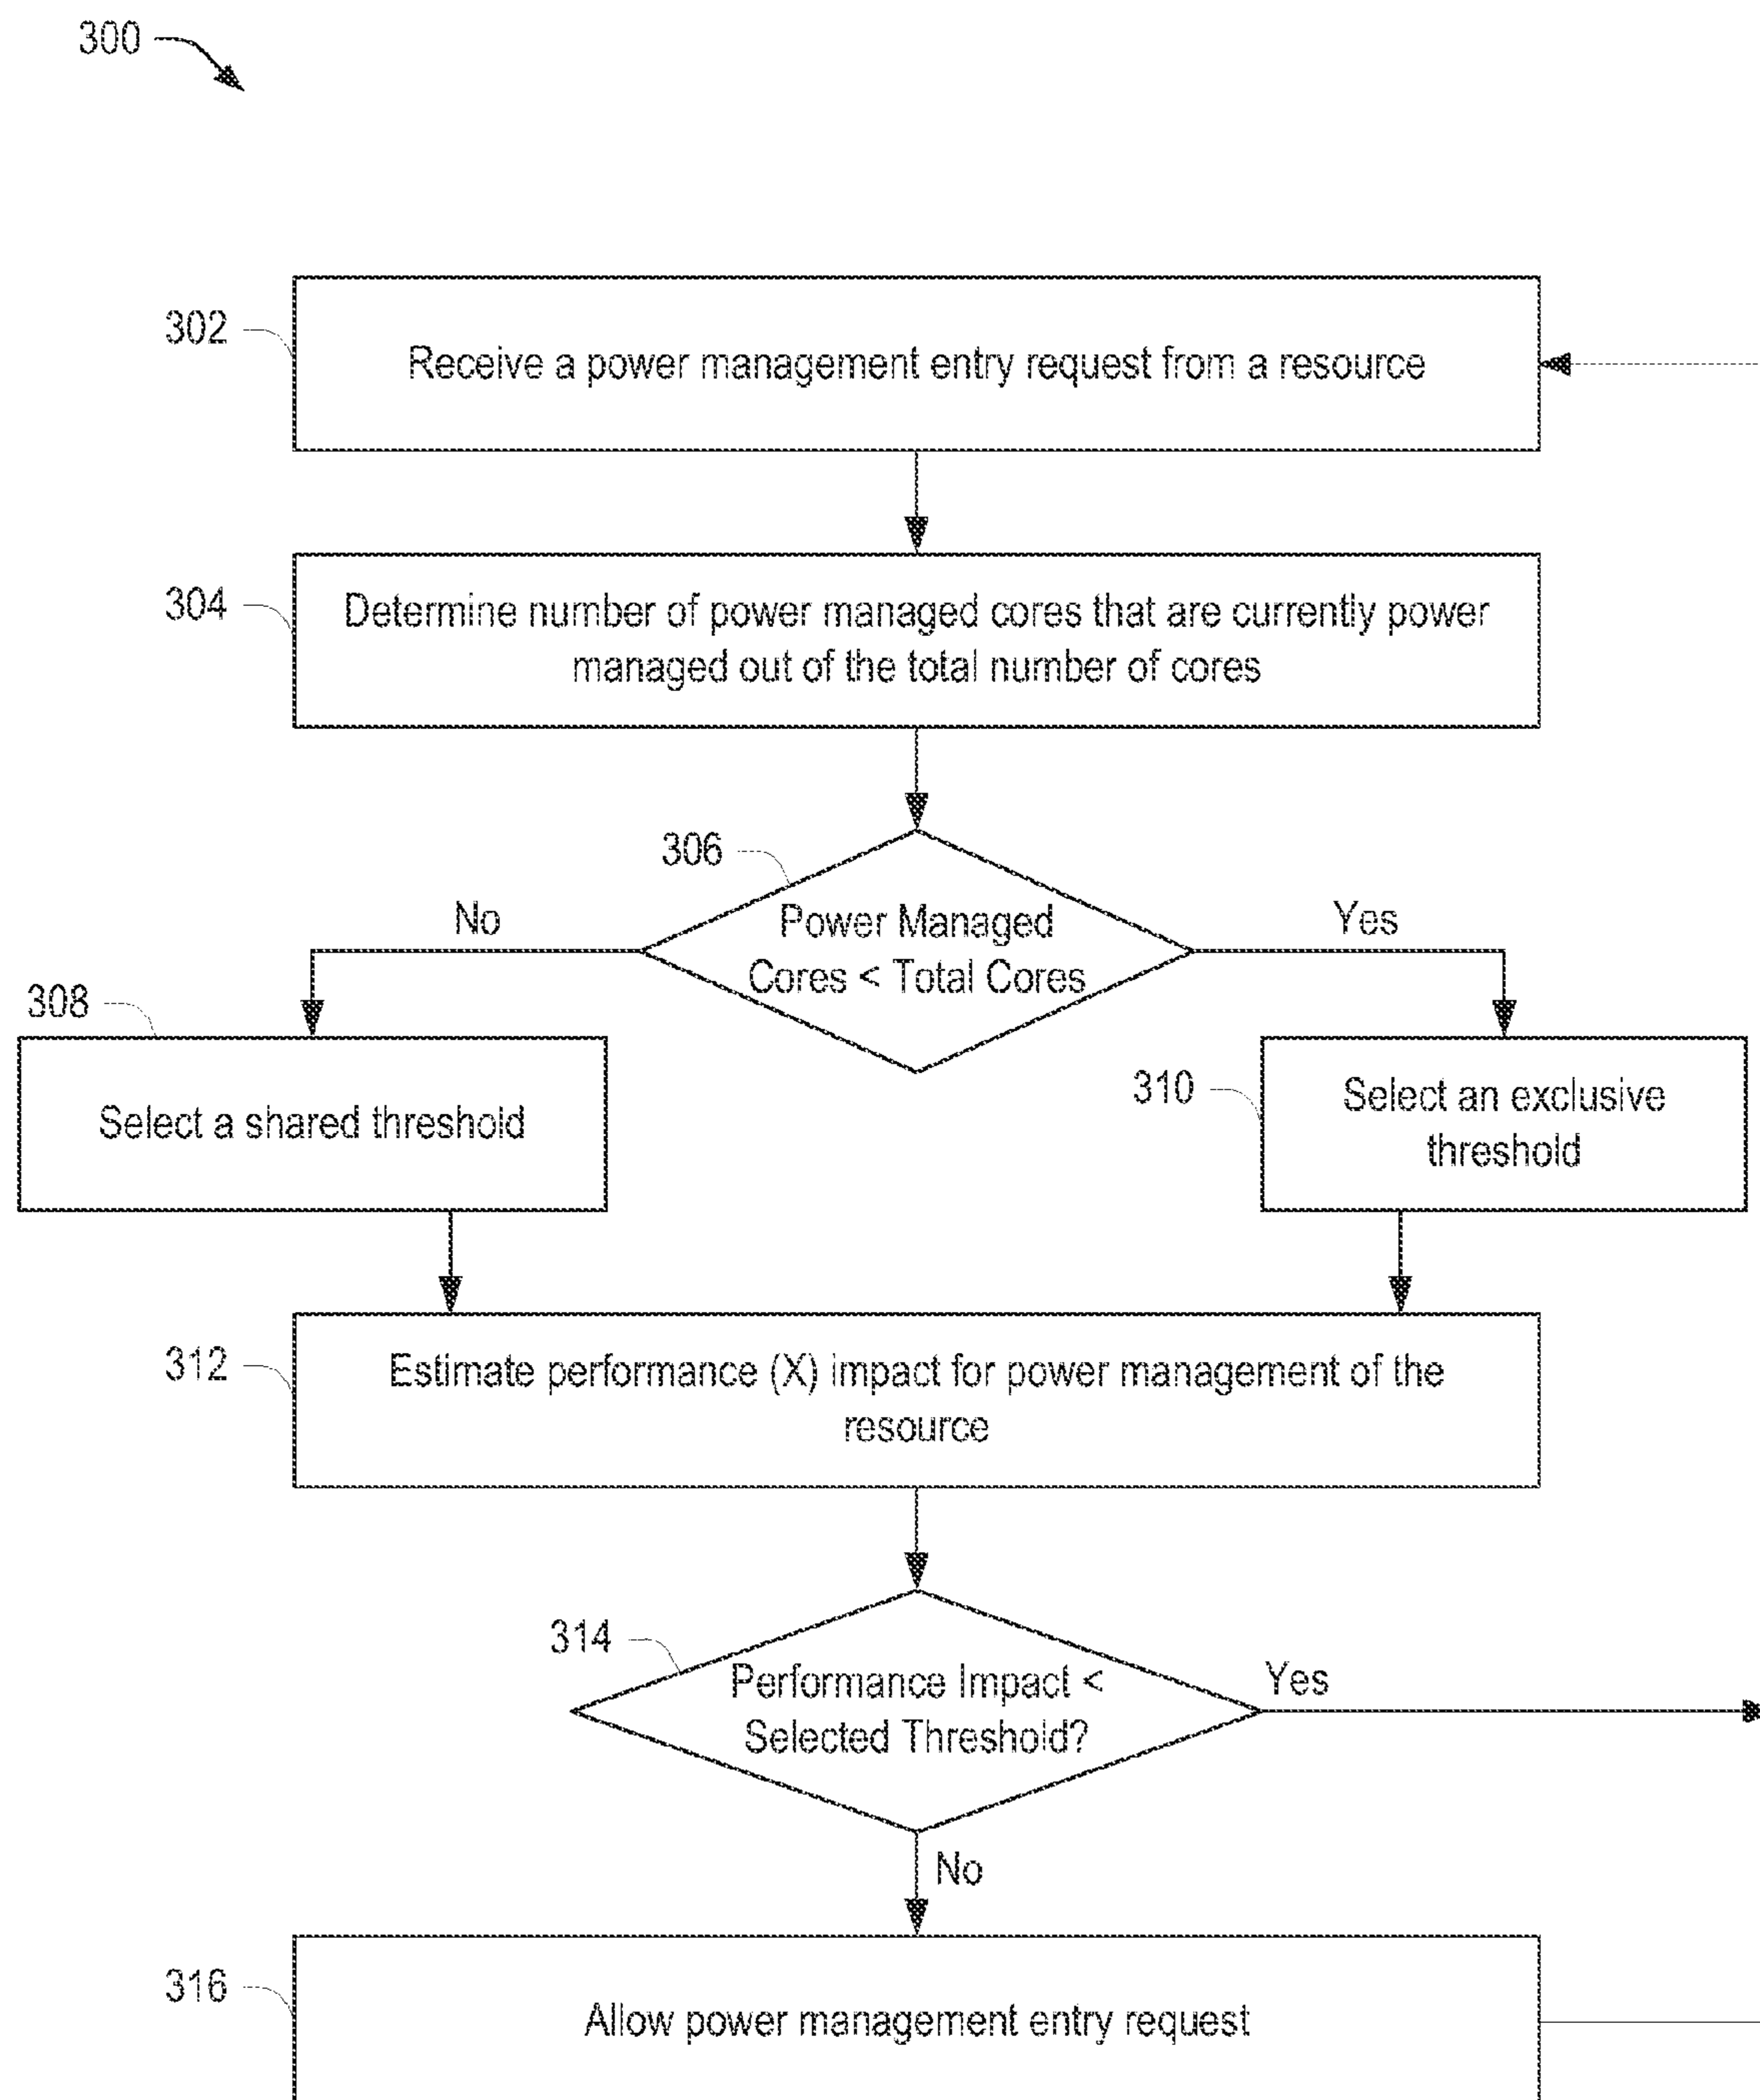 300
302
Receive a power management entry request from a resource
304
Determine number of power managed cores that are currently power
managed out of the total number of cores
306
Power Managed
Cores < Total Cores
No
Yes
308
Select a shared threshold
310
Select an exclusive
threshold
312
Estimate performance (X) impact for power management of the
resource
314
Performance Impact <
Selected Threshold?
Yes
No
316
Allow power management entry request